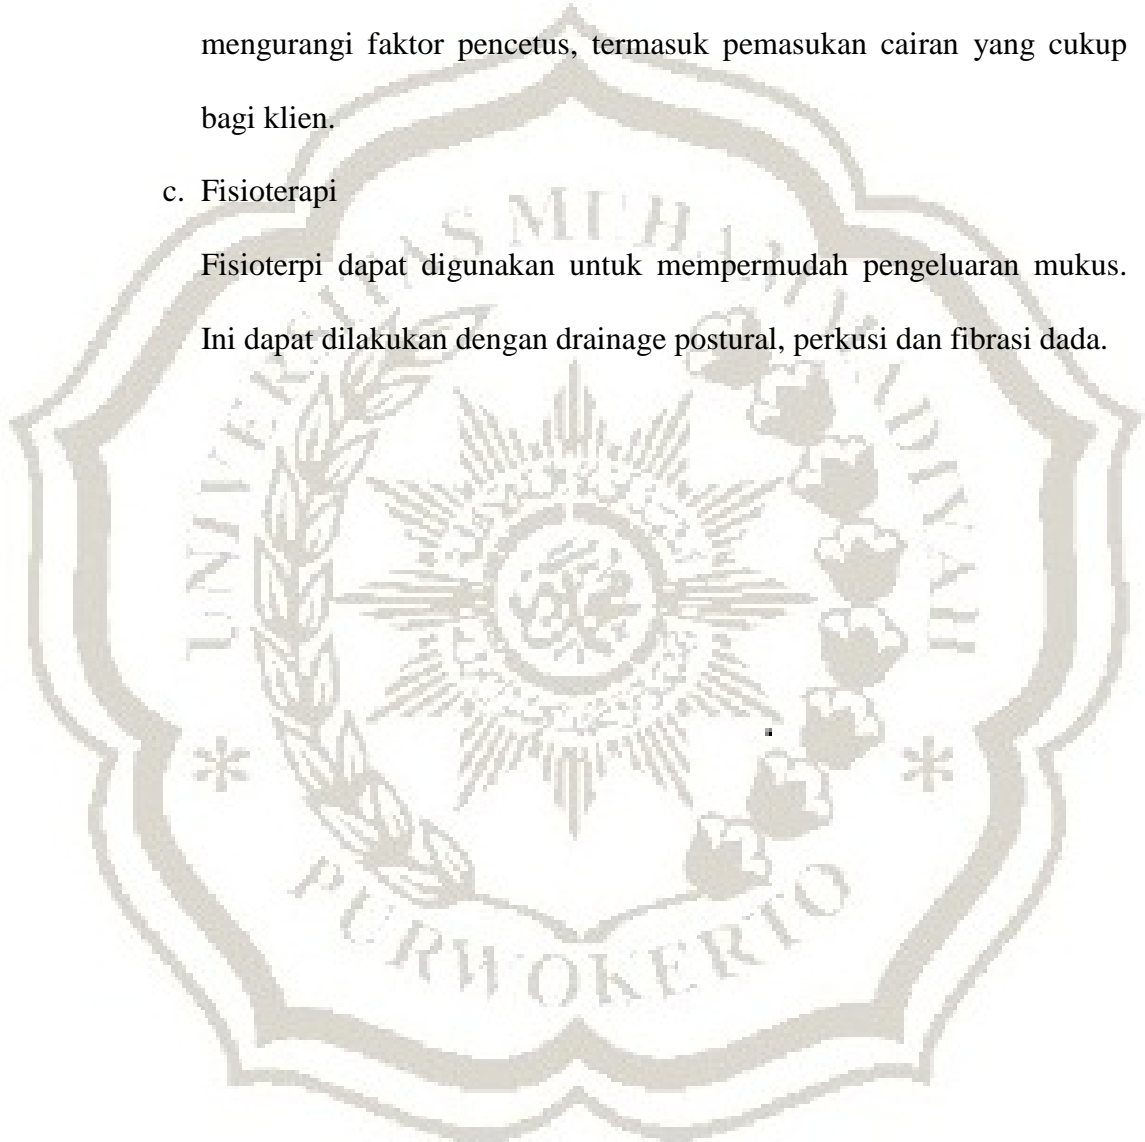 mengurangi faktor pencetus, termasuk pemasukan cairan yang cukup
bagi klien.
c. Fisioterapi
Fisioterpi dapat digunakan untuk mempermudah pengeluaran mukus.
Ini dapat dilakukan dengan drainage postural, perkusi dan fibrasi dada.
UNIVERSITAS MUHAMMADIYAH
PURWOKERTO